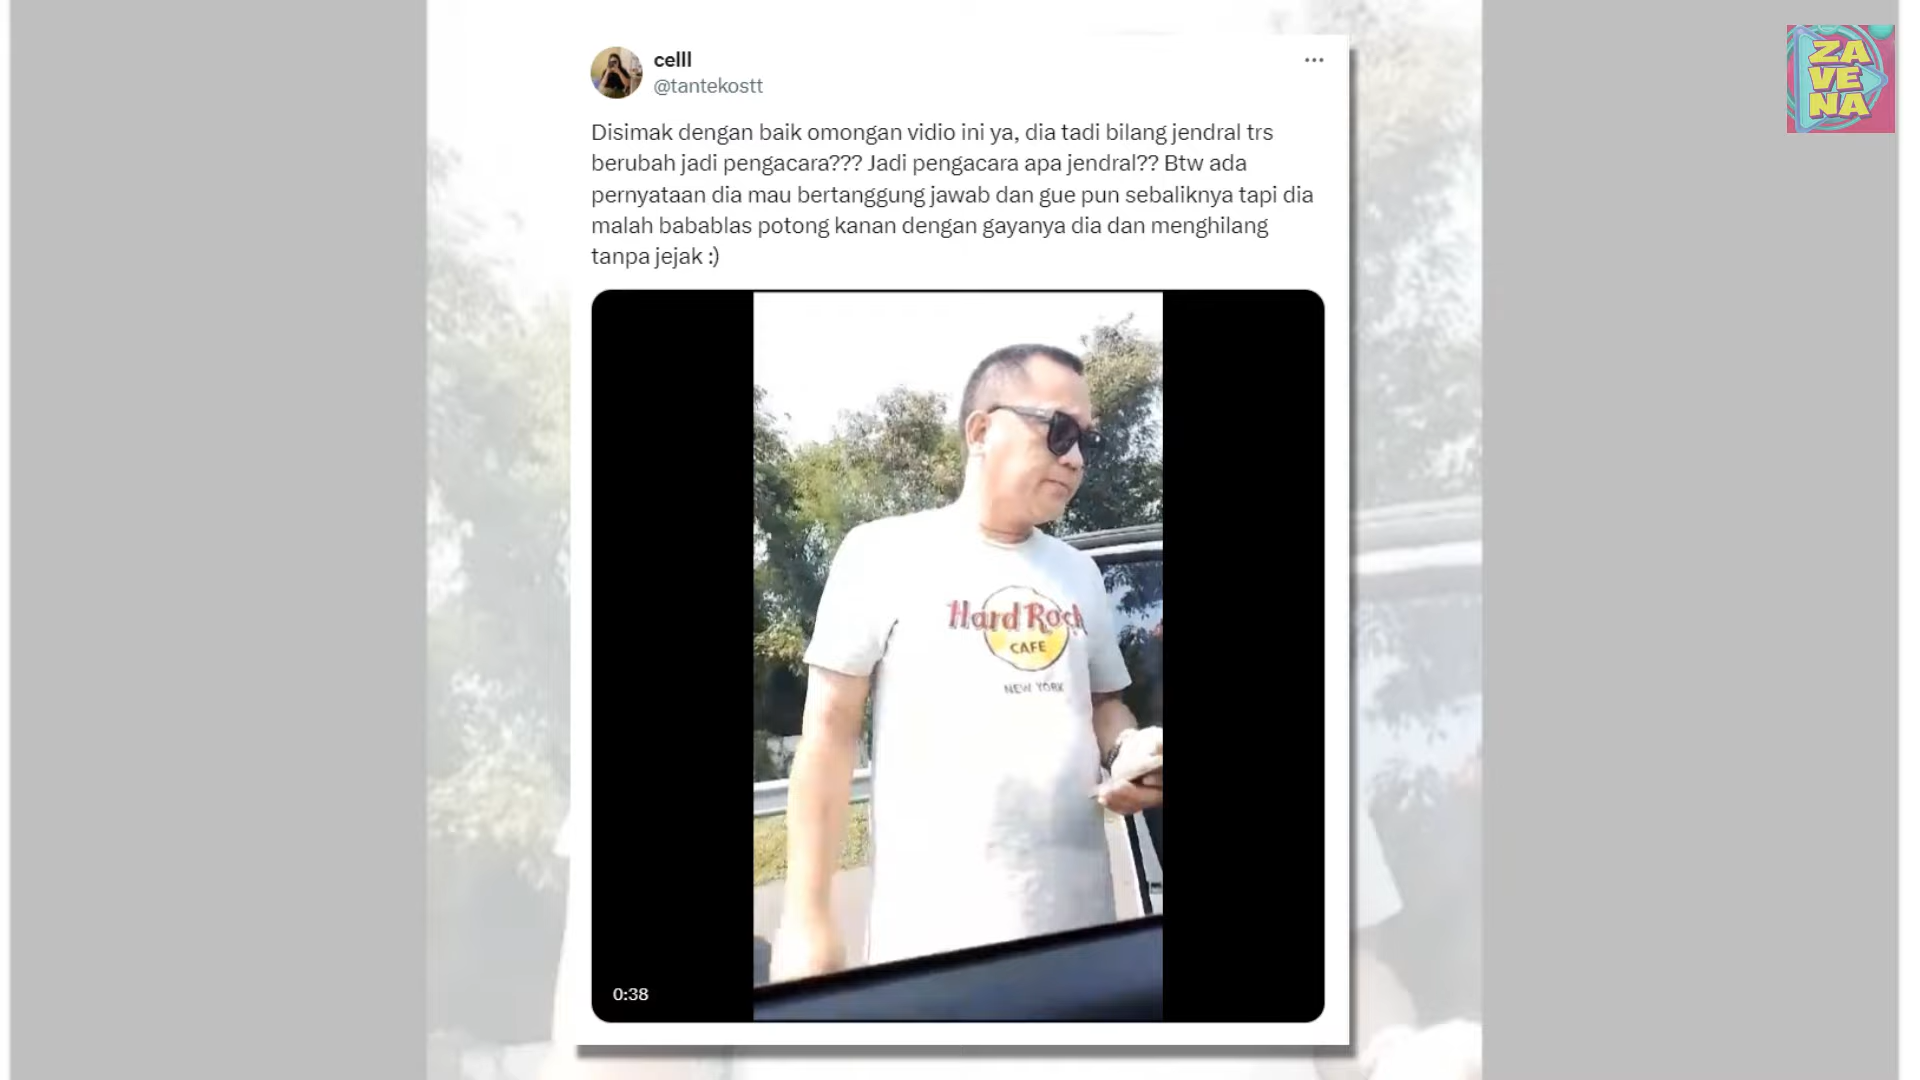 celll
@tantekostt
Disimak dengan baik omongan vidio ini ya, dia tadi bilang jendral trs
berubah jadi pengacara??? Jadi pengacara apa jendral?? Btw ada
pernyataan dia mau bertanggung jawab dan gue pun sebaliknya tapi dia
malah babablas potong kanan dengan gayanya dia dan menghilang
tanpa jejak :)
Hard Rock
CAFE
NEW YORK
0:38
ZA
VE
NA